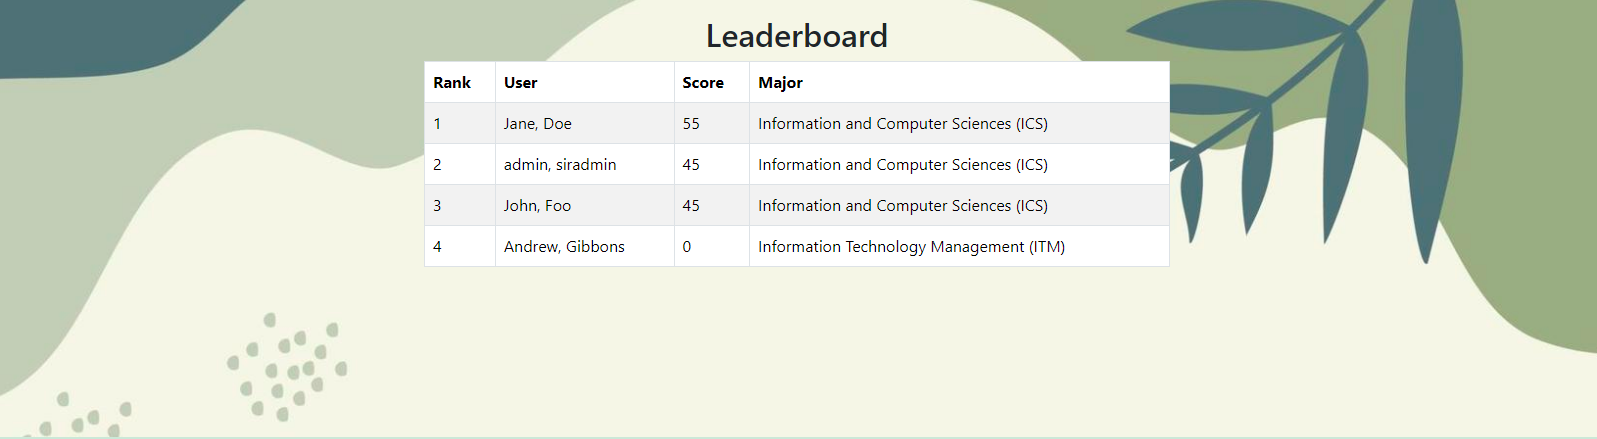 Leaderboard
Rank User Score Major
1 Jane, Doe 55 Information and Computer Sciences (ICS)
2 admin, siradmin 45 Information and Computer Sciences (ICS)
3 John, Foo 45 Information and Computer Sciences (ICS)
4 Andrew, Gibbons 0 Information Technology Management (ITM)